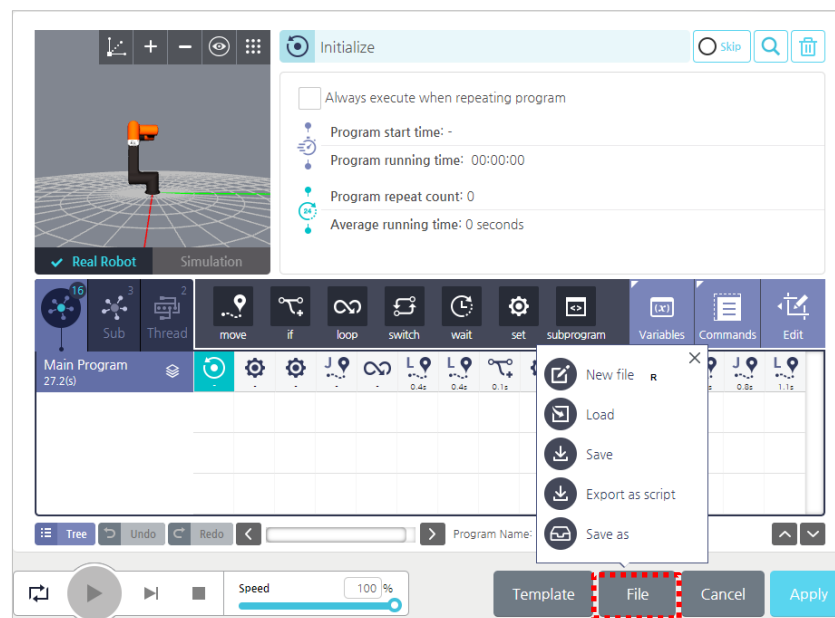 Initialize
Skip
Always execute when repeating program
Program start time: -
Program running time: 00:00:00
24
Program repeat count: 0
Average running time: 0 seconds
Real Robot
Simulation
16
3
2
Sub
Thread
move
if
loop
switch
wait
set
subprogram
(x)
Variables
Commands
Edit
Main Program
27.2(s)
- - - J - - L 0.4s L 0.4s 0.1s J 0.8s L 1.1s
New file R
Load
Save
Export as script
Save as
Tree
Undo
Redo
Program Name:
Speed
100 %
Template
File
Cancel
Apply